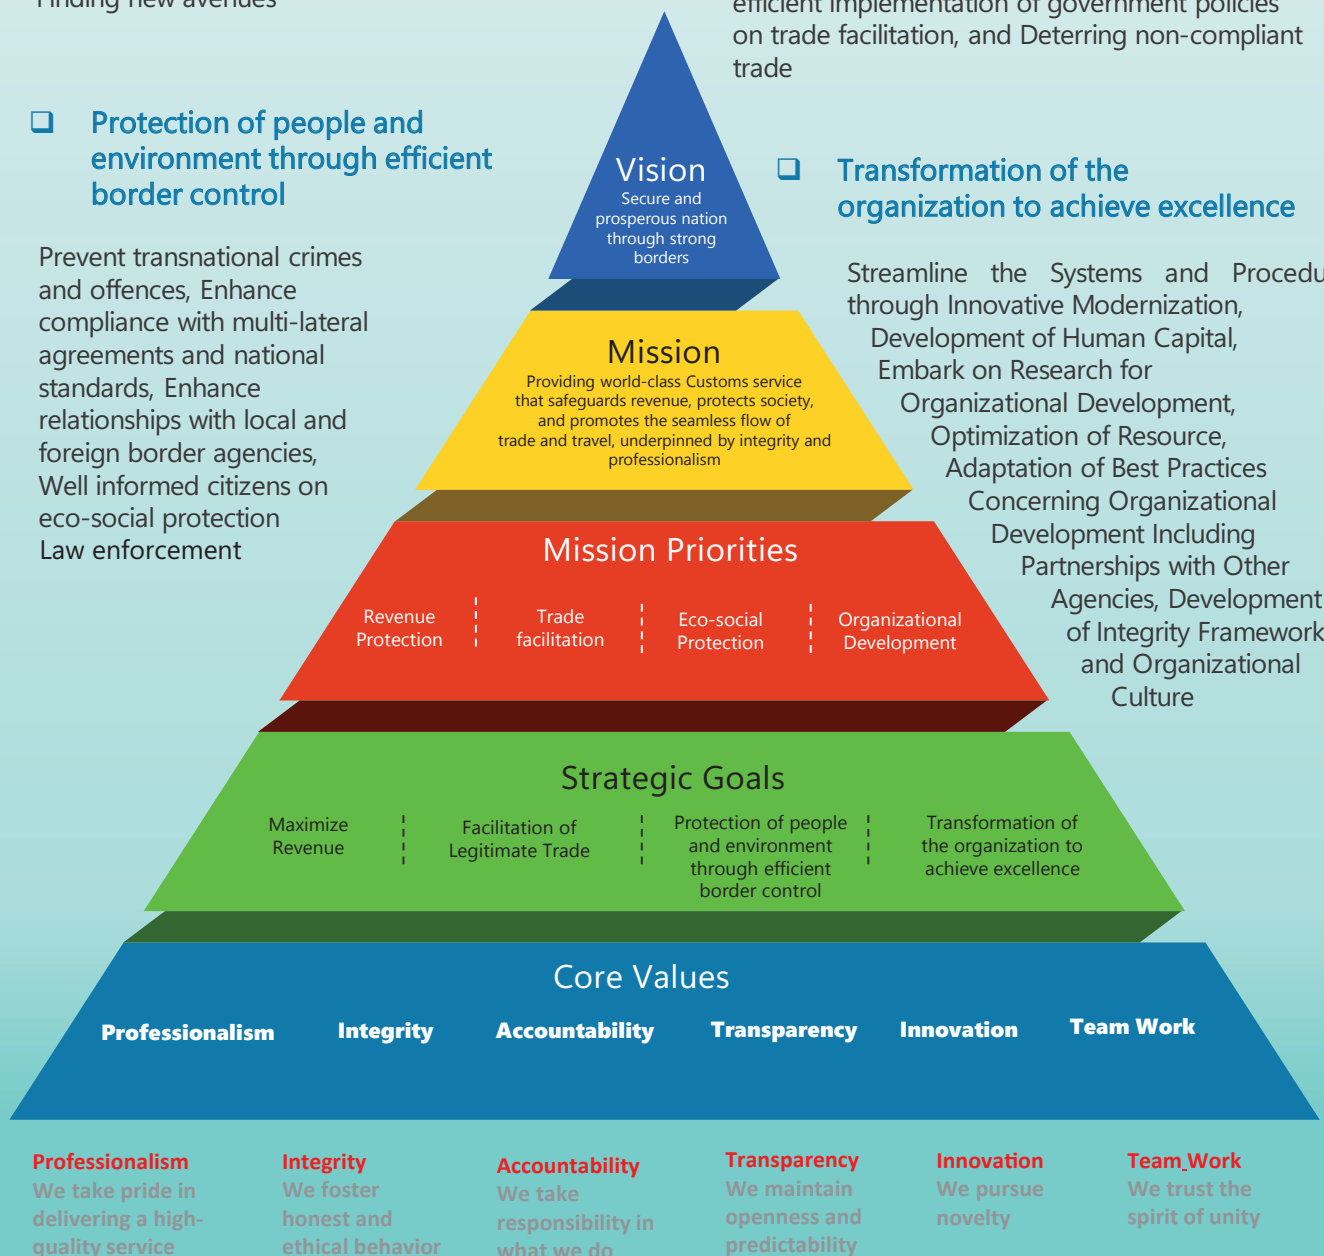 Finding new avenues
efficient implementation of government policies
on trade facilitation, and Deterring non-compliant
trade
❑ Protection of people and
environment through efficient
border control
Prevent transnational crimes
and offences, Enhance
compliance with multi-lateral
agreements and national
standards, Enhance
relationships with local and
foreign border agencies,
Well informed citizens on
eco-social protection
Law enforcement
❑ Transformation of the
organization to achieve excellence
Streamline the Systems and
through Innovative Modernization,
Development of Human Capital,
Embark on Research for
Organizational Development,
Optimization of Resource,
Adaptation of Best Practices
Concerning Organizational
Development Including
Partnerships with Other
Agencies, Development
of Integrity Framework
and Organizational
Culture
Vision
Secure and
prosperous nation
through strong
borders
Mission
Providing world-class Customs service
that safeguards revenue, protects society,
and promotes the seamless flow of
trade and travel, underpinned by integrity and
professionalism
Mission Priorities
Revenue
Protection
Trade
facilitation
Eco-social
Protection
Organizational
Development
Strategic Goals
Maximize
Revenue
Facilitation of
Legitimate Trade
Protection of people
and environment
through efficient
border control
Transformation of
the organization to
achieve excellence
Core Values
Professionalism Integrity Accountability Transparency Innovation Team Work
Professionalism
We take pride in
delivering a high-
quality service
Integrity
We foster
honest and
ethical behavior
Accountability
We take
responsibility in
what we do
Transparency
We maintain
openness and
predictability
Innovation
We pursue
novelty
Team Work
We trust the
spirit of unity